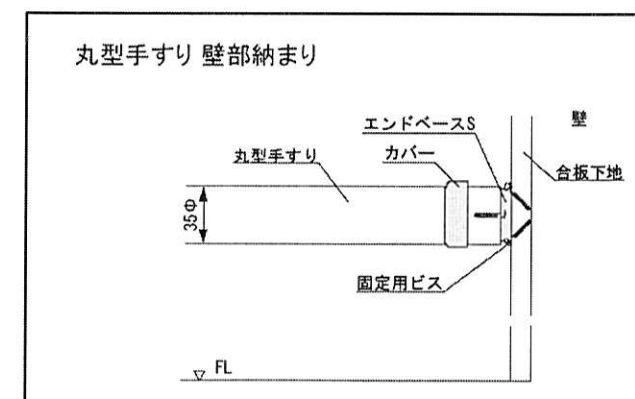 丸型手すり 壁部納まり
エンドベースS
壁
丸型手すり
カバー
合板下地
35Φ
固定用ビス
FL